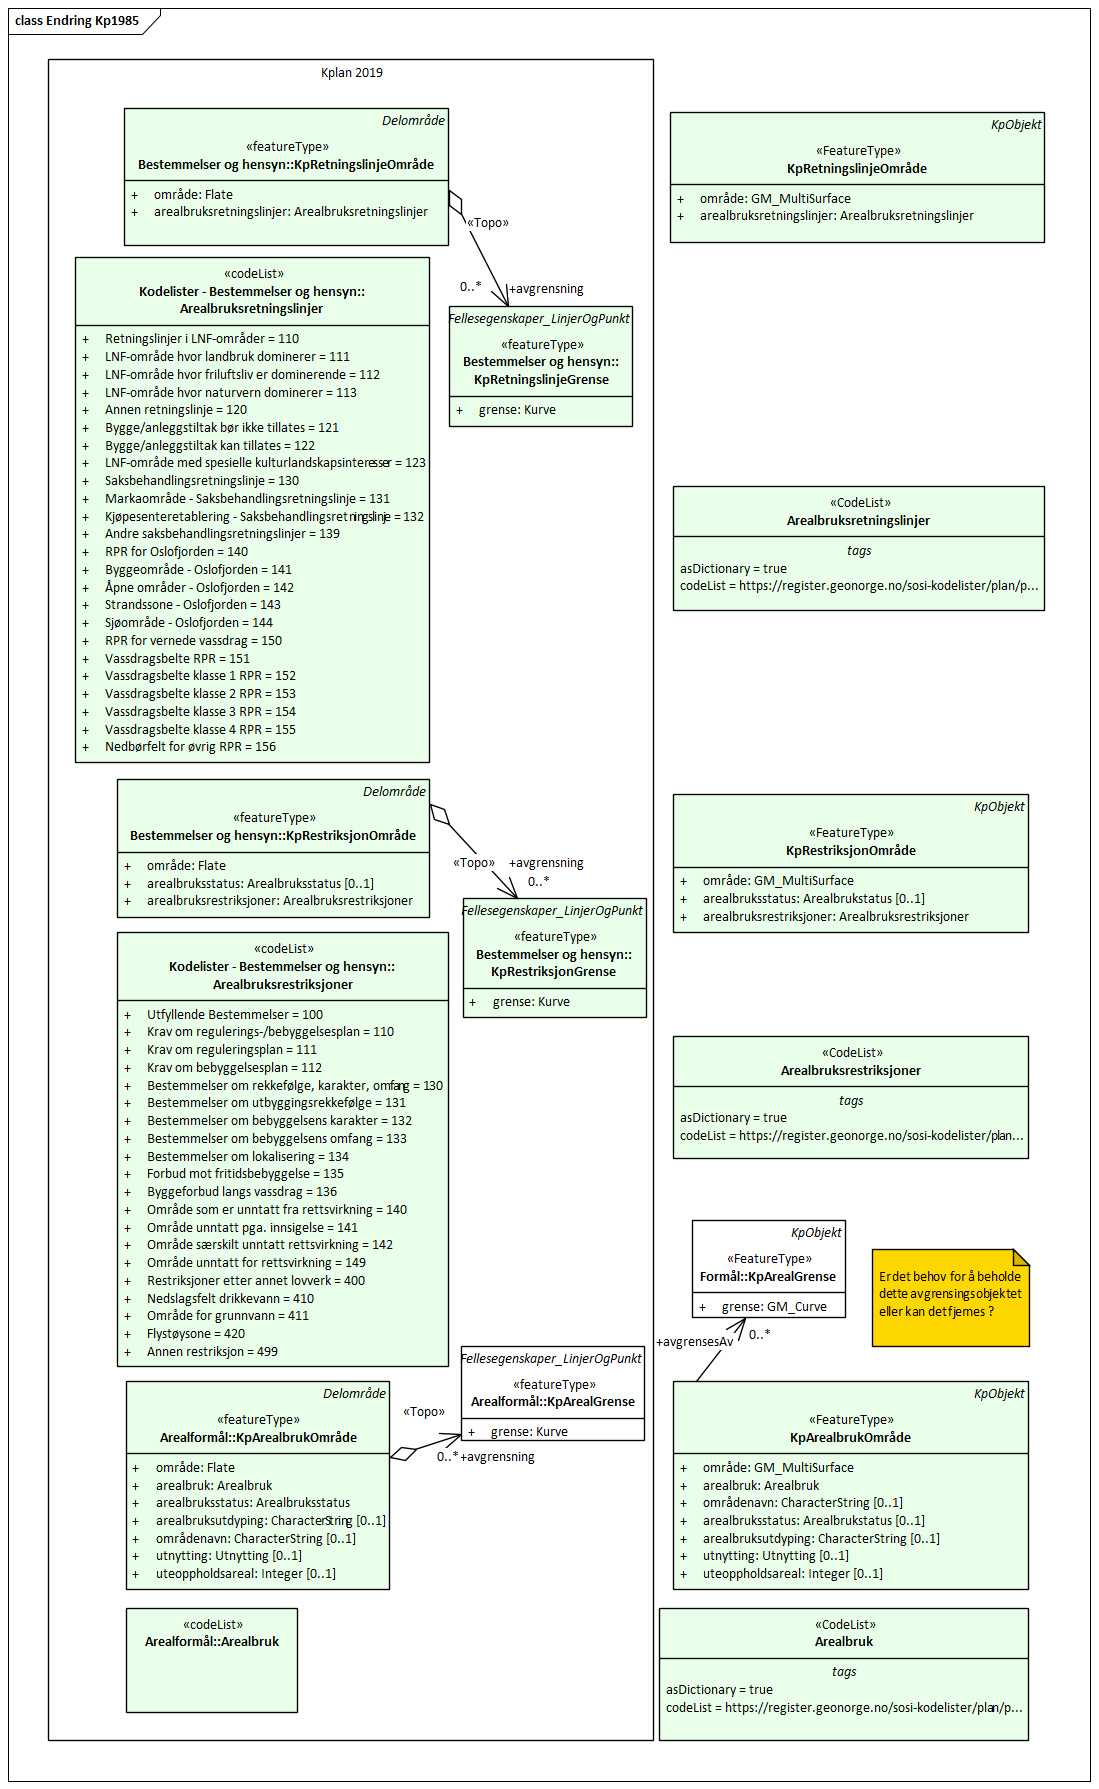 class Endring Kp1985
Kplan 2019
Delområde
«featureType»
Bestemmelser og hensyn::KpRetningslinjeOmråde
+ område: Flate
+ arealbruksretningslinjer: Arealbruksretningslinjer
«Topo»
0..*
+avgrensning
Fellesegenskaper_LinjerOgPunkt
«featureType»
Bestemmelser og hensyn::
KpRetningslinjeGrense
+ grense: Kurve
«codeList»
Kodelister - Bestemmelser og hensyn::
Arealbruksretningslinjer
+ Retningslinjer i LNF-områder = 110
+ LNF-område hvor landbruk dominerer = 111
+ LNF-område hvor friluftsliv er dominerende = 112
+ LNF-område hvor naturvern dominerer = 113
+ Annen retningslinje = 120
+ Bygge/anleggstiltak bør ikke tillates = 121
+ Bygge/anleggstiltak kan tillates = 122
+ LNF-område med spesielle kulturlandskapsinteresser = 123
+ Saksbehandlingsretningslinje = 130
+ Markaområde - Saksbehandlingsretningslinje = 131
+ Kjøpesenteretablering - Saksbehandlingsretningslinje = 132
+ Andre saksbehandlingsretningslinjer = 139
+ RPR for Oslofjorden = 140
+ Byggeområde - Oslofjorden = 141
+ Åpne områder - Oslofjorden = 142
+ Strandssone - Oslofjorden = 143
+ Sjøområde - Oslofjorden = 144
+ RPR for vernede vassdrag = 150
+ Vassdragsbelte RPR = 151
+ Vassdragsbelte klasse 1 RPR = 152
+ Vassdragsbelte klasse 2 RPR = 153
+ Vassdragsbelte klasse 3 RPR = 154
+ Vassdragsbelte klasse 4 RPR = 155
+ Nedbørfelt for øvrig RPR = 156
Delområde
«featureType»
Bestemmelser og hensyn::KpRestriksjonOmråde
+ område: Flate
+ arealbruksstatus: Arealbruksstatus [0..1]
+ arealbruksrestriksjoner: Arealbruksrestriksjoner
«Topo»
+avgrensning
0..*
Fellesegenskaper_LinjerOgPunkt
«featureType»
Bestemmelser og hensyn::
KpRestriksjonGrense
+ grense: Kurve
«codeList»
Kodelister - Bestemmelser og hensyn::
Arealbruksrestriksjoner
+ Utfyllende Bestemmelser = 100
+ Krav om regulerings-/bebyggelsesplan = 110
+ Krav om reguleringsplan = 111
+ Krav om bebyggelsesplan = 112
+ Bestemmelser om rekkefølge, karakter, omfang = 130
+ Bestemmelser om utbyggingsrekkefølge = 131
+ Bestemmelser om bebyggelsens karakter = 132
+ Bestemmelser om bebyggelsens omfang = 133
+ Bestemmelser om lokalisering = 134
+ Forbud mot fritidsbebyggelse = 135
+ Byggeforbud langs vassdrag = 136
+ Område som er unntatt fra rettsvirkning = 140
+ Område unntatt pga. innsigelse = 141
+ Område særskilt unntatt rettsvirkning = 142
+ Område unntatt for rettsvirkning = 149
+ Restriksjoner etter annet lovverk = 400
+ Nedslagsfelt drikkevann = 410
+ Område for grunnvann = 411
+ Flystøysone = 420
+ Annen restriksjon = 499
Delområde
«featureType»
Arealformål::KpArealbrukOmråde
+ område: Flate
+ arealbruk: Arealbruk
+ arealbruksstatus: Arealbruksstatus
+ arealbruksutdyping: CharacterString [0..1]
+ områdenavn: CharacterString [0..1]
+ utnytting: Utnytting [0..1]
+ uteoppholdsareal: Integer [0..1]
«Topo»
0..*
+avgrensning
Fellesegenskaper_LinjerOgPunkt
«featureType»
Arealformål::KpArealGrense
+ grense: Kurve
«codeList»
Arealformål::Arealbruk
KpObjekt
«FeatureType»
KpRetningslinjeOmråde
+ område: GM_MultiSurface
+ arealbruksretningslinjer: Arealbruksretningslinjer
«CodeList»
Arealbruksretningslinjer
tags
asDictionary = true
codeList = https://register.geonorge.no/sosi-kodelister/plan/p...
KpObjekt
«FeatureType»
KpRestriksjonOmråde
+ område: GM_MultiSurface
+ arealbruksstatus: Arealbrukstatus [0..1]
+ arealbruksrestriksjoner: Arealbruksrestriksjoner
«CodeList»
Arealbruksrestriksjoner
tags
asDictionary = true
codeList = https://register.geonorge.no/sosi-kodelister/plan...
KpObjekt
«FeatureType»
Formål::KpArealGrense
+ grense: GM_Curve
Er det behov for å beholde
dette avgrensingsobjektet
eller kan det fjernes ?
+avgrensesAv
0..*
KpObjekt
«FeatureType»
KpArealbrukOmråde
+ område: GM_MultiSurface
+ arealbruk: Arealbruk
+ områdenavn: CharacterString [0..1]
+ arealbruksstatus: Arealbrukstatus [0..1]
+ arealbruksutdyping: CharacterString [0..1]
+ utnytting: Utnytting [0..1]
+ uteoppholdsareal: Integer [0..1]
«CodeList»
Arealbruk
tags
asDictionary = true
codeList = https://register.geonorge.no/sosi-kodelister/plan/p...